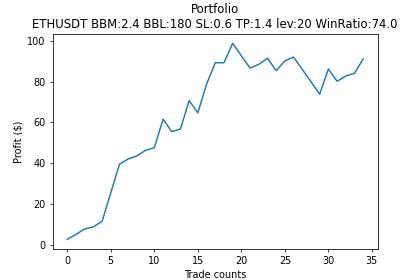 Portfolio
ETHUSDT BBM:2.4 BBL:180 SL:0.6 TP:1.4 lev:20 WinRatio:74.0
100
80
60
40
20
0
Profit ($)
0 5 10 15 20 25 30 35
Trade counts